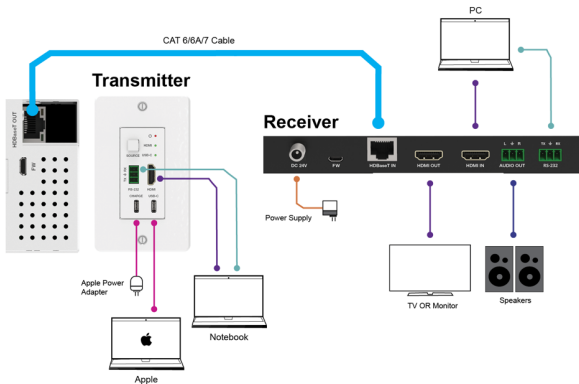 PC
CAT 6/6A/7 Cable
Transmitter
Receiver
HDBaseT OUT
FW
SOURCE
HDMI
USB-C
RS-232
HDMI
CHARGE
USB-C
L R
TX RX
DC 24V
FW
HDBaseT IN
HDMI OUT
HDMI IN
AUDIO OUT
RS-232
Power Supply
Apple Power
Adapter
Notebook
TV OR Monitor
Speakers
Apple